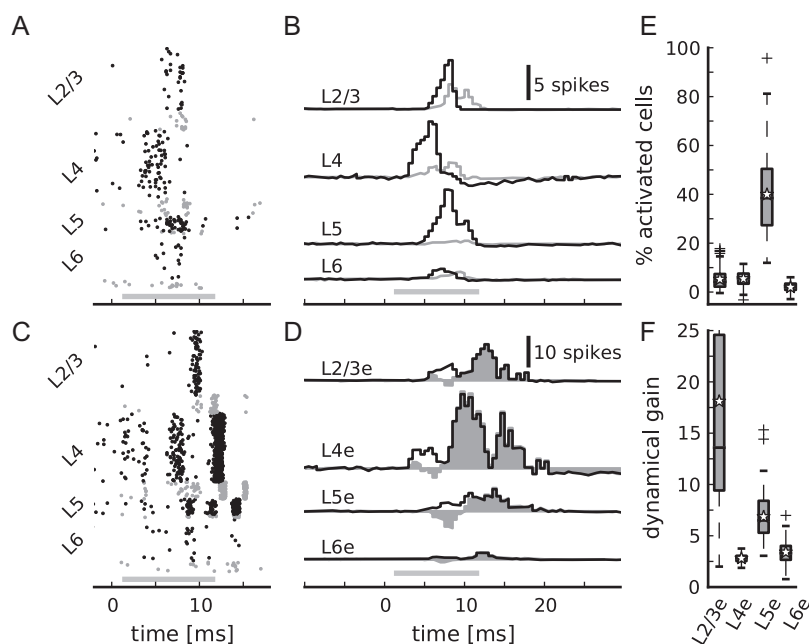 A
L2/3
L4
L5
L6
B
L2/3
5 spikes
L4
L5
L6
E
100
80
60
40
20
0
% activated cells
C
L2/3
L4
L5
L6
0
10
time [ms]
D
L2/3e
10 spikes
L4e
L5e
L6e
0
10
20
time [ms]
F
25
20
15
10
5
0
dynamical gain
L2/3e
L4e
L5e
L6e